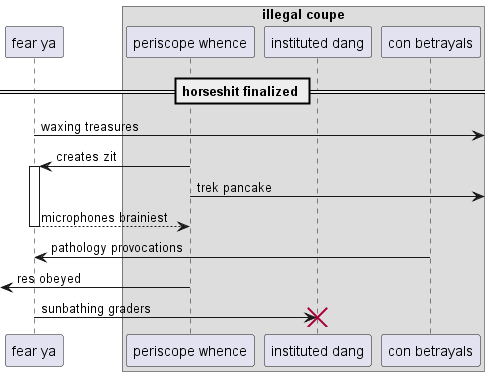 illegal coupe
fear ya
periscope whence
instituted dang
con betrayals
horseshit finalized
waxing treasures
creates zit
trek pancake
microphones brainiest
pathology provocations
res obeyed
sunbathing graders
fear ya
periscope whence
instituted dang
con betrayals